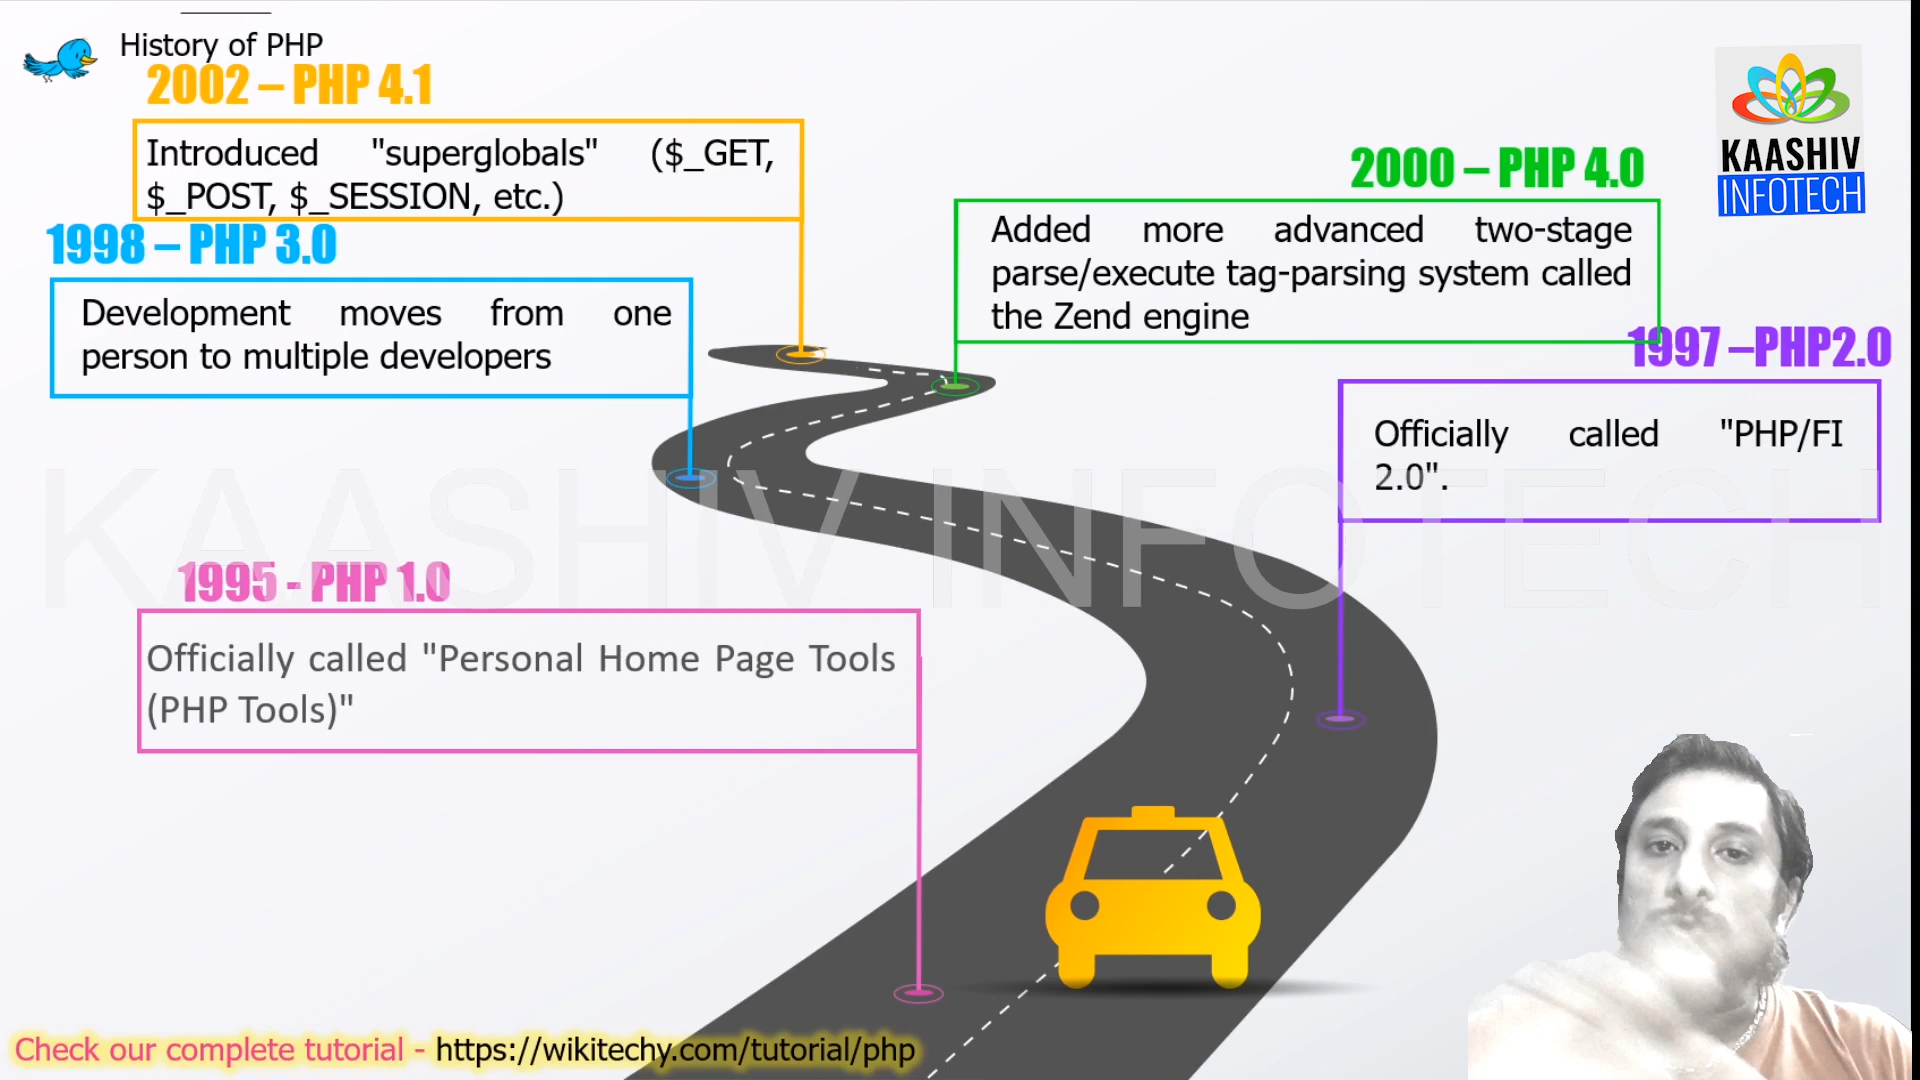 History of PHP
2002 – PHP 4.1
Introduced "superglobals" ($_GET,
$_POST, $_SESSION, etc.)
1998 – PHP 3.0
Development moves from one
person to multiple developers
2000 – PHP 4.0
Added more advanced two-stage
parse/execute tag-parsing system called
the Zend engine
KAASHIV
INFOTECH
1997 –PHP2.0
Officially called "PHP/FI
2.0".
KAASHIV INFOTECH
1995 - PHP 1.0
Officially called "Personal Home Page Tools
(PHP Tools)"
Check our complete tutorial - https://wikitechy.com/tutorial/php